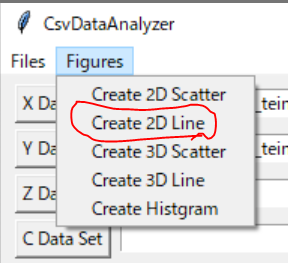 CsvDataAnalyzer
Files Figures
Create 2D Scatter
Create 2D Line
Create 3D Scatter
Create 3D Line
Create Histgram
X Da
_tein
Y Da
_tein
Z Da
C Data Set